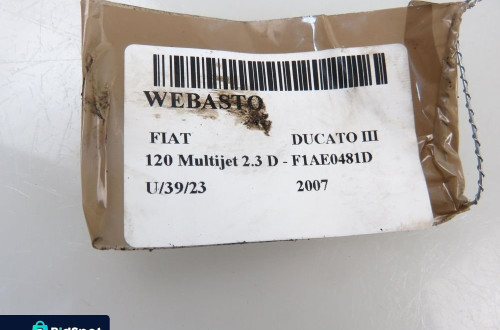 WEBASTO
FIAT DUCATO III
120 Multijet 2.3 D - F1AE0481D
U/39/23 2007